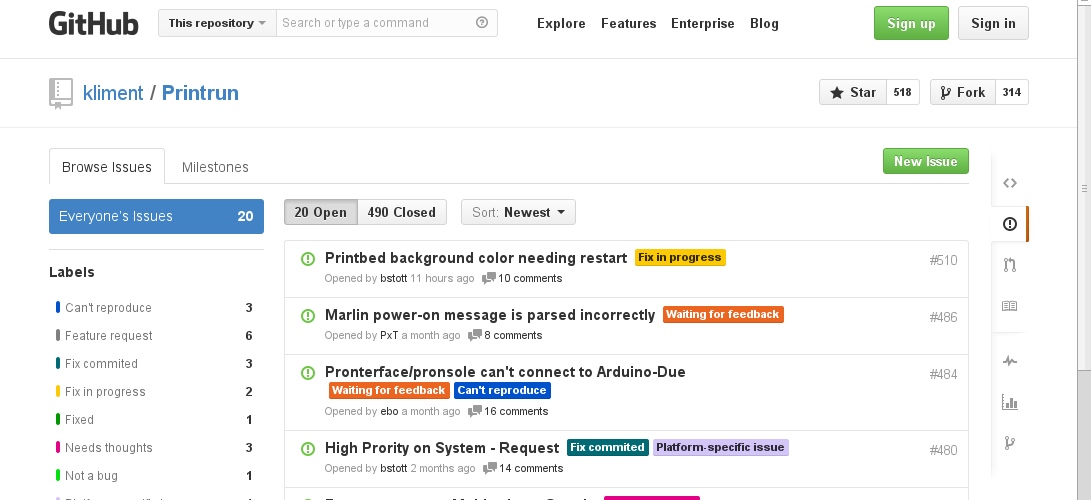 GitHub This repository Search or type a command Explore Features Enterprise Blog Sign up Sign in
kliment / Printrun Star 518 Fork 314
Browse Issues Milestones New Issue
Everyone's Issues 20
20 Open 490 Closed Sort: Newest
Labels
Can't reproduce 3
Feature request 6
Fix commited 3
Fix in progress 2
Fixed 1
Needs thoughts 3
Not a bug 1
Printbed background color needing restart Fix in progress #510
Opened by bstott 11 hours ago 10 comments
Marlin power-on message is parsed incorrectly Waiting for feedback #486
Opened by PxT a month ago 8 comments
Pronterface/pronsole can't connect to Arduino-Due #484
Waiting for feedback Can't reproduce
Opened by ebo a month ago 16 comments
High Prority on System - Request Fix commited Platform-specific issue #480
Opened by bstott 2 months ago 14 comments